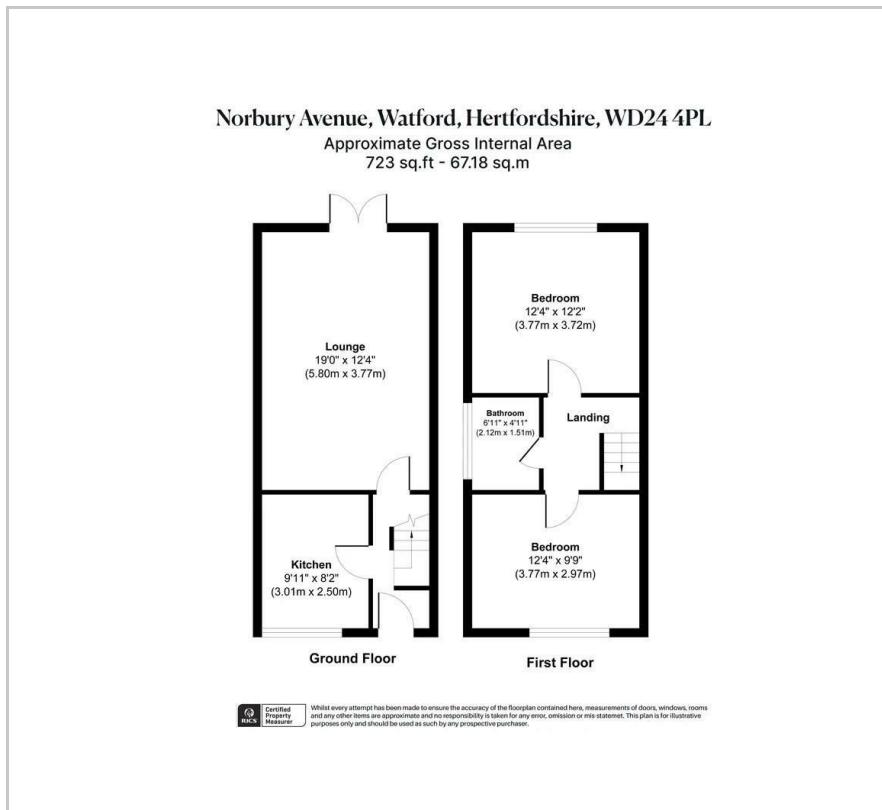 Norbury Avenue, Watford, Hertfordshire, WD24 4PL
Approximate Gross Internal Area
723 sq.ft - 67.18 sq.m
Lounge
19'0" x 12'4"
(5.80m x 3.77m)
Kitchen
9'11" x 8'2"
(3.01m x 2.50m)
Ground Floor
Bedroom
12'4" x 12'2"
(3.77m x 3.72m)
Bathroom
6'11" x 4'11"
(2.12m x 1.51m)
Landing
Bedroom
12'4" x 9'9"
(3.77m x 2.97m)
First Floor
RICS
Certified
Property
Measurer
Whilst every attempt has been made to ensure the accuracy of the floorplan contained here, measurements of doors, windows, rooms
and any other items are approximate and no responsibility is taken for any error, omission or mis statemet. This plan is for illustrative
purposes only and should be used as such by any prospective purchaser.